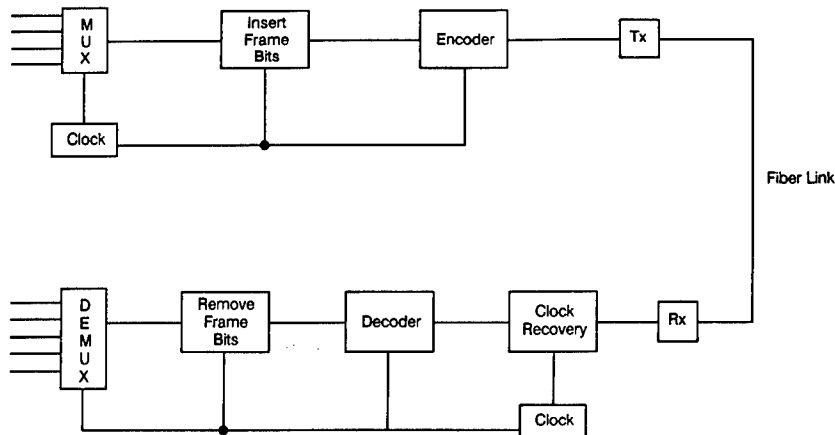 M
U
X
Insert
Frame
Bits
Encoder
Tx
Clock
Fiber Link
D
E
M
U
X
Remove
Frame
Bits
Decoder
Clock
Recovery
Rx
Clock